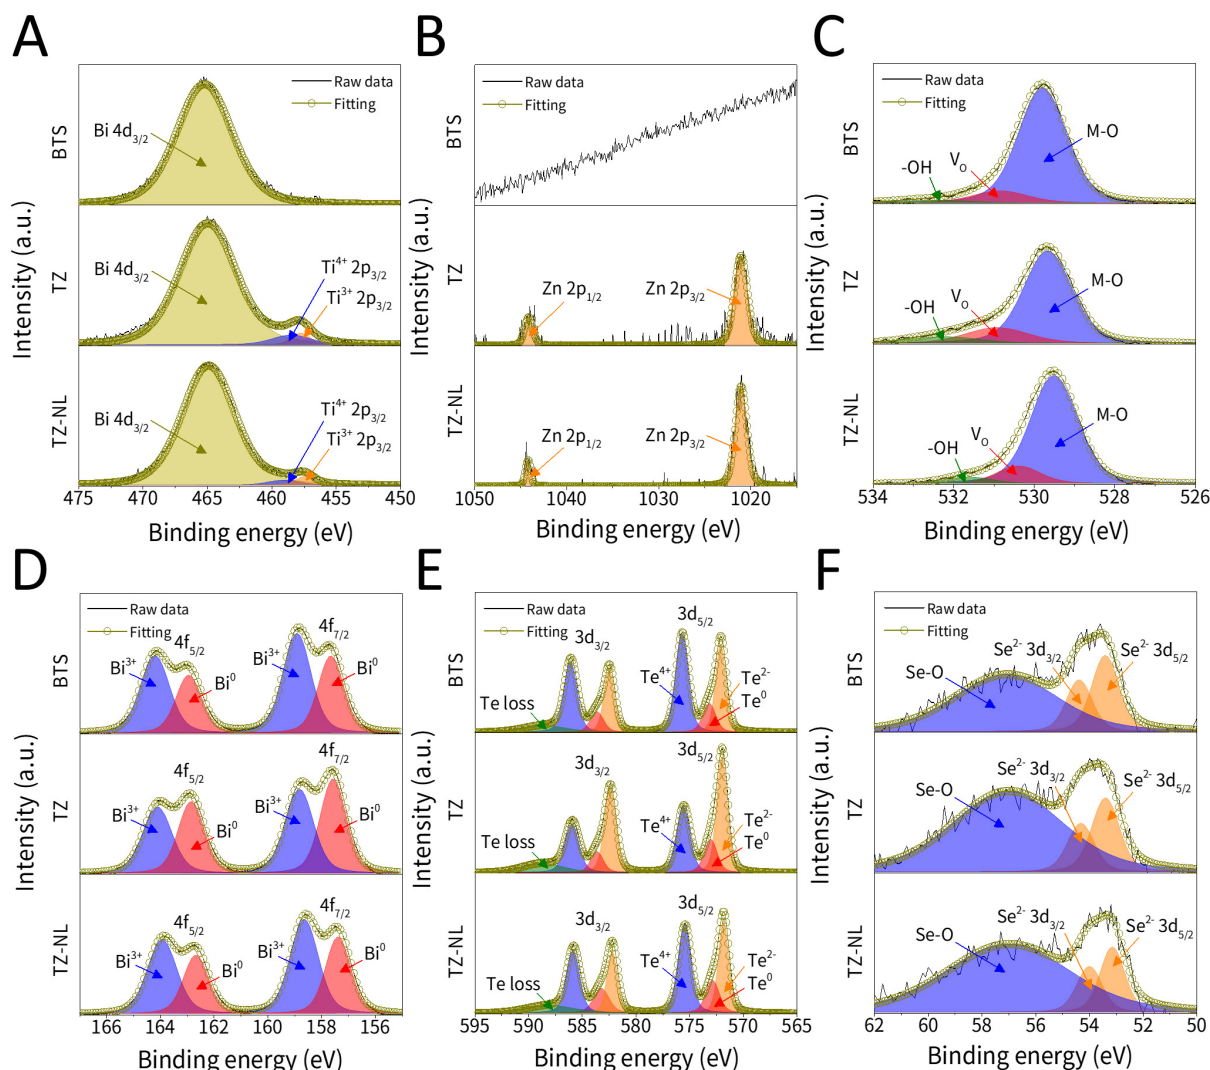 A
Raw data
Fitting
Bi 4d3/2
BTS
Bi 4d3/2
Ti4+ 2p3/2
Ti3+ 2p3/2
TZ
Bi 4d3/2
Ti4+ 2p3/2
Ti3+ 2p3/2
TZ-NL
Intensity (a.u.)
475 470 465 460 455 450
Binding energy (eV)
B
Raw data
Fitting
BTS
Zn 2p1/2
Zn 2p3/2
TZ
Zn 2p1/2
Zn 2p3/2
TZ-NL
Intensity (a.u.)
1050 1040 1030 1020
Binding energy (eV)
C
Raw data
Fitting
-OH
VO
M-O
BTS
-OH
VO
M-O
TZ
-OH
VO
M-O
TZ-NL
Intensity (a.u.)
534 532 530 528 526
Binding energy (eV)
D
Raw data
Fitting
4f5/2
4f7/2
Bi3+
Bi0
Bi3+
Bi0
BTS
4f5/2
4f7/2
Bi3+
Bi0
Bi3+
Bi0
TZ
4f5/2
4f7/2
Bi3+
Bi0
Bi3+
Bi0
TZ-NL
Intensity (a.u.)
166 164 162 160 158 156
Binding energy (eV)
E
Raw data
Fitting
3d3/2
3d5/2
Te loss
Te4+
Te2-
Te0
BTS
3d3/2
3d5/2
Te loss
Te4+
Te2-
Te0
TZ
3d3/2
3d5/2
Te loss
Te4+
Te2-
Te0
TZ-NL
Intensity (a.u.)
595 590 585 580 575 570 565
Binding energy (eV)
F
Raw data
Fitting
Se-O
Se2- 3d3/2
Se2- 3d5/2
BTS
Se-O
Se2- 3d3/2
Se2- 3d5/2
TZ
Se-O
Se2- 3d3/2
Se2- 3d5/2
TZ-NL
Intensity (a.u.)
62 60 58 56 54 52 50
Binding energy (eV)